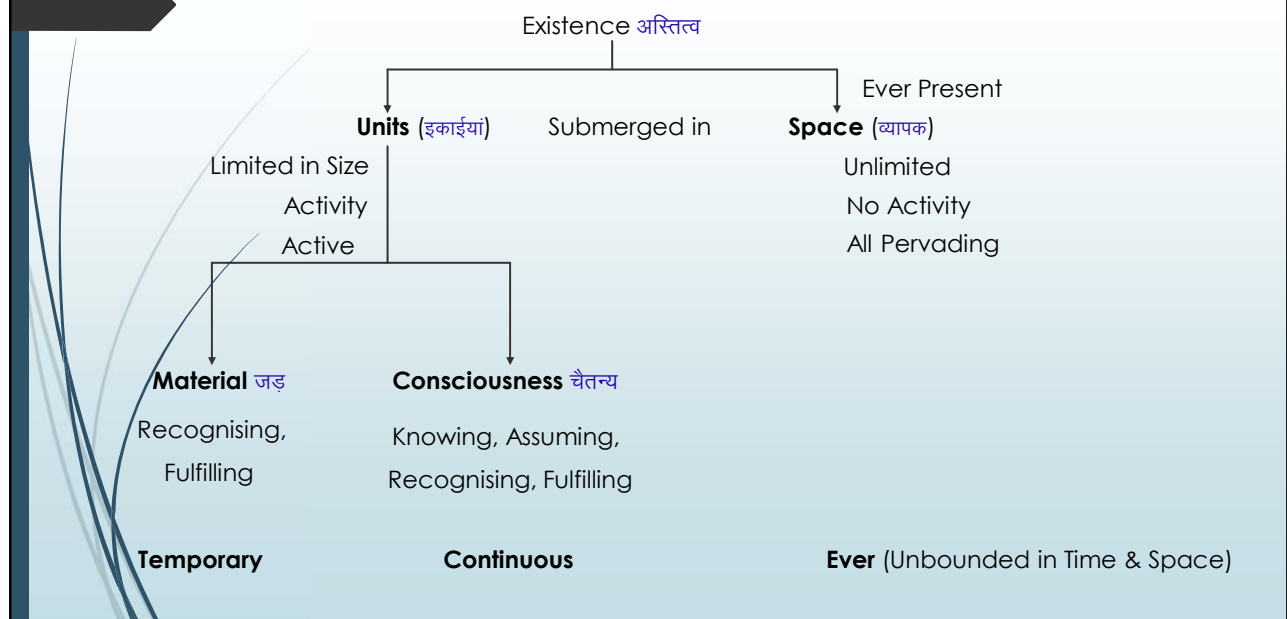 Existence अस्तित्व
Ever Present
Units (इकाईयां) Submerged in Space (व्यापक)
Limited in Size Unlimited
Activity No Activity
Active All Pervading
Material जड़ Consciousness चैतन्य
Recognising, Knowing, Assuming,
Fulfilling Recognising, Fulfilling
Temporary Continuous Ever (Unbounded in Time & Space)